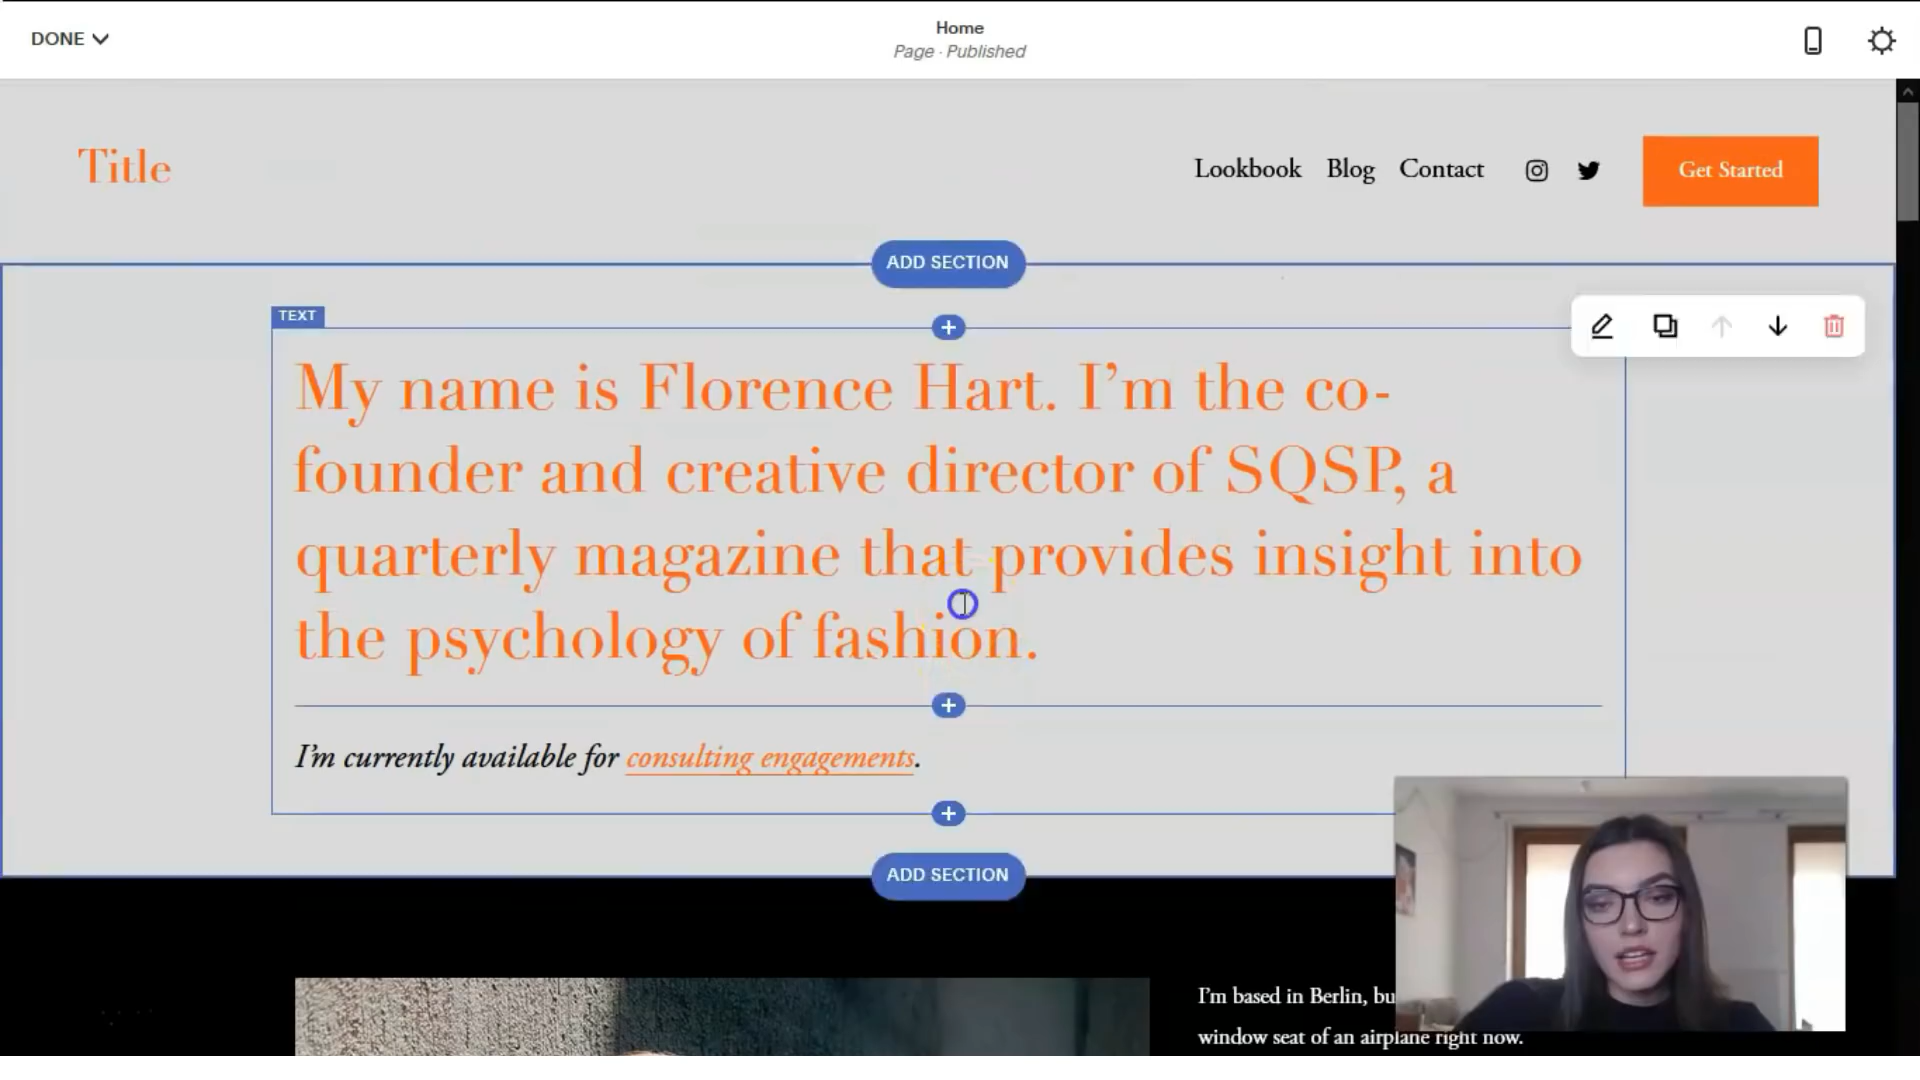 DONE
Home
Page · Published
Title
Lookbook Blog Contact
Get Started
ADD SECTION
TEXT
My name is Florence Hart. I’m the co-
founder and creative director of SQSP, a
quarterly magazine that provides insight into
the psychology of fashion.
I’m currently available for consulting engagements.
ADD SECTION
I’m based in Berlin, bu
window seat of an airplane right now.